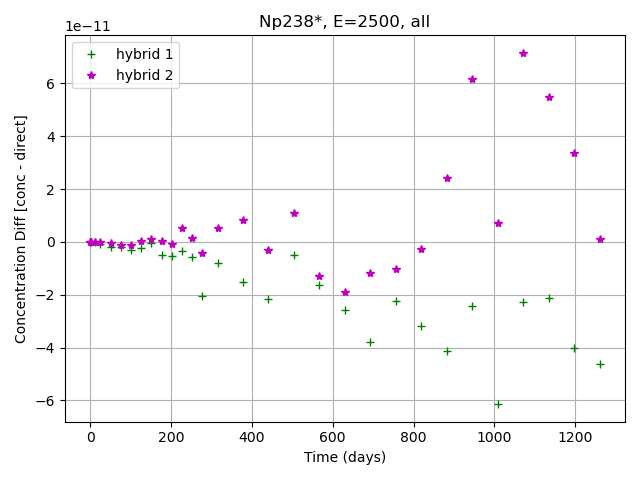 Np238*, E=2500, all
1e−11
hybrid 1
hybrid 2
6
4
2
0
−2
−4
−6
Concentration Diff [conc - direct]
0 200 400 600 800 1000 1200
Time (days)